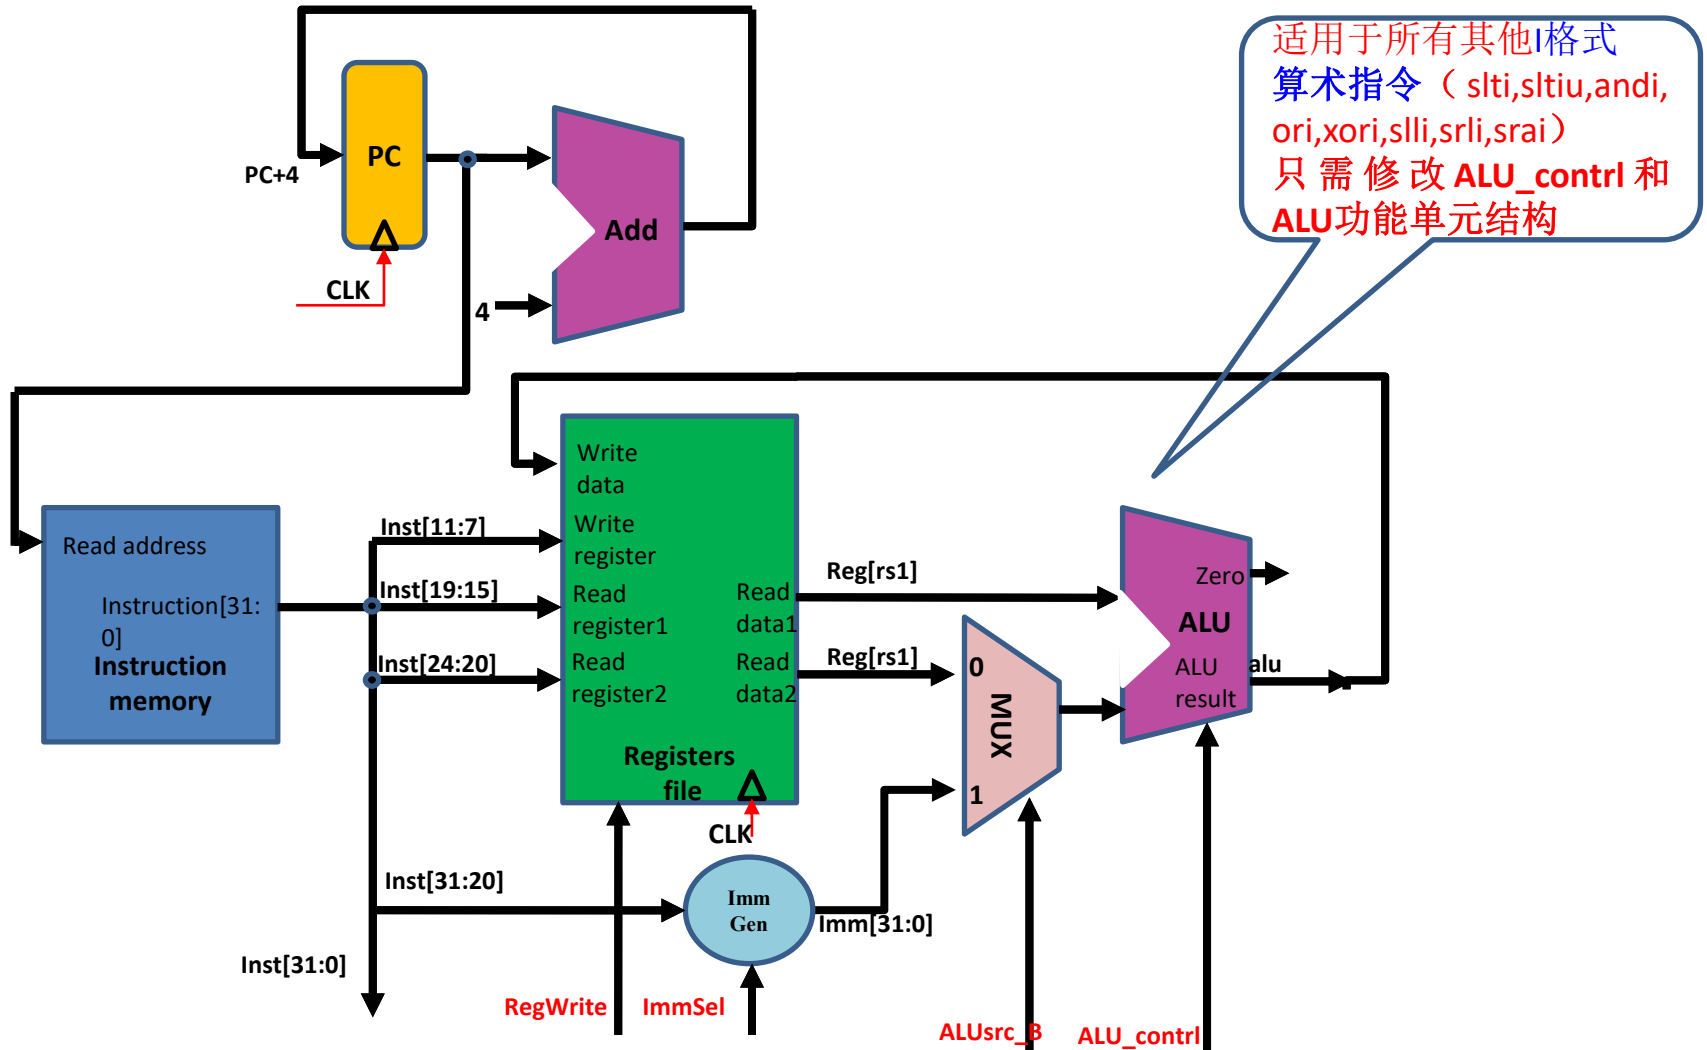 适用于所有其他I格式
算术指令（slti,sltiu,andi,
ori,xori,slli,srli,srai）
只需修改ALU_contrl和
ALU功能单元结构
PC+4
PC
CLK
Add
4
Read address
Instruction[31:
0]
Instruction
memory
Inst[11:7]
Inst[19:15]
Inst[24:20]
Write
data
Write
register
Read
register1
Read
register2
Read
data1
Read
data2
Registers
file
CLK
Reg[rs1]
Reg[rs1]
0
MUX
1
Zero
ALU
ALU
result
alu
Inst[31:20]
Imm
Gen
Imm[31:0]
Inst[31:0]
RegWrite
ImmSel
ALUsrc_B
ALU_contrl